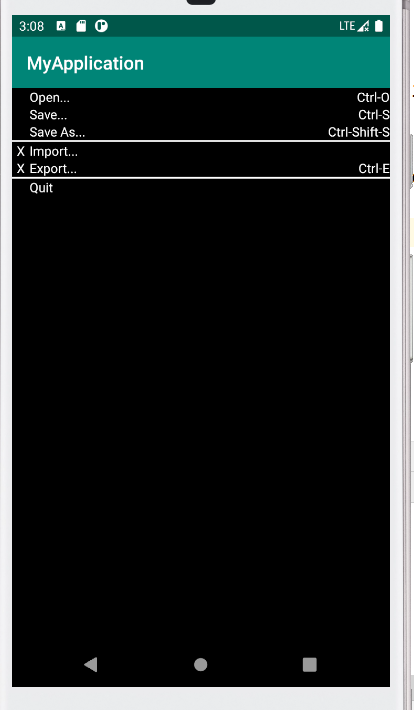 3:08 LTE
MyApplication
Open... Ctrl-O
Save... Ctrl-S
Save As... Ctrl-Shift-S
X Import...
X Export... Ctrl-E
Quit